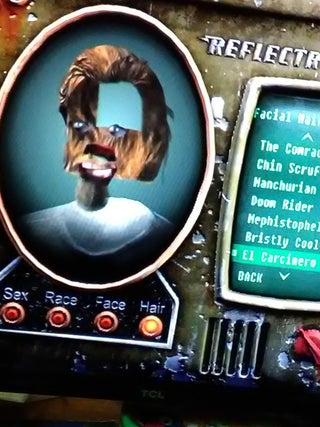 REFLECTR
Facial Hai
The Comrad
Chin Scruf
Manchurian
Doom Rider
Mephistophel
Bristly Cool
El Carcinero
BACK
Sex Race Face Hair
TCL